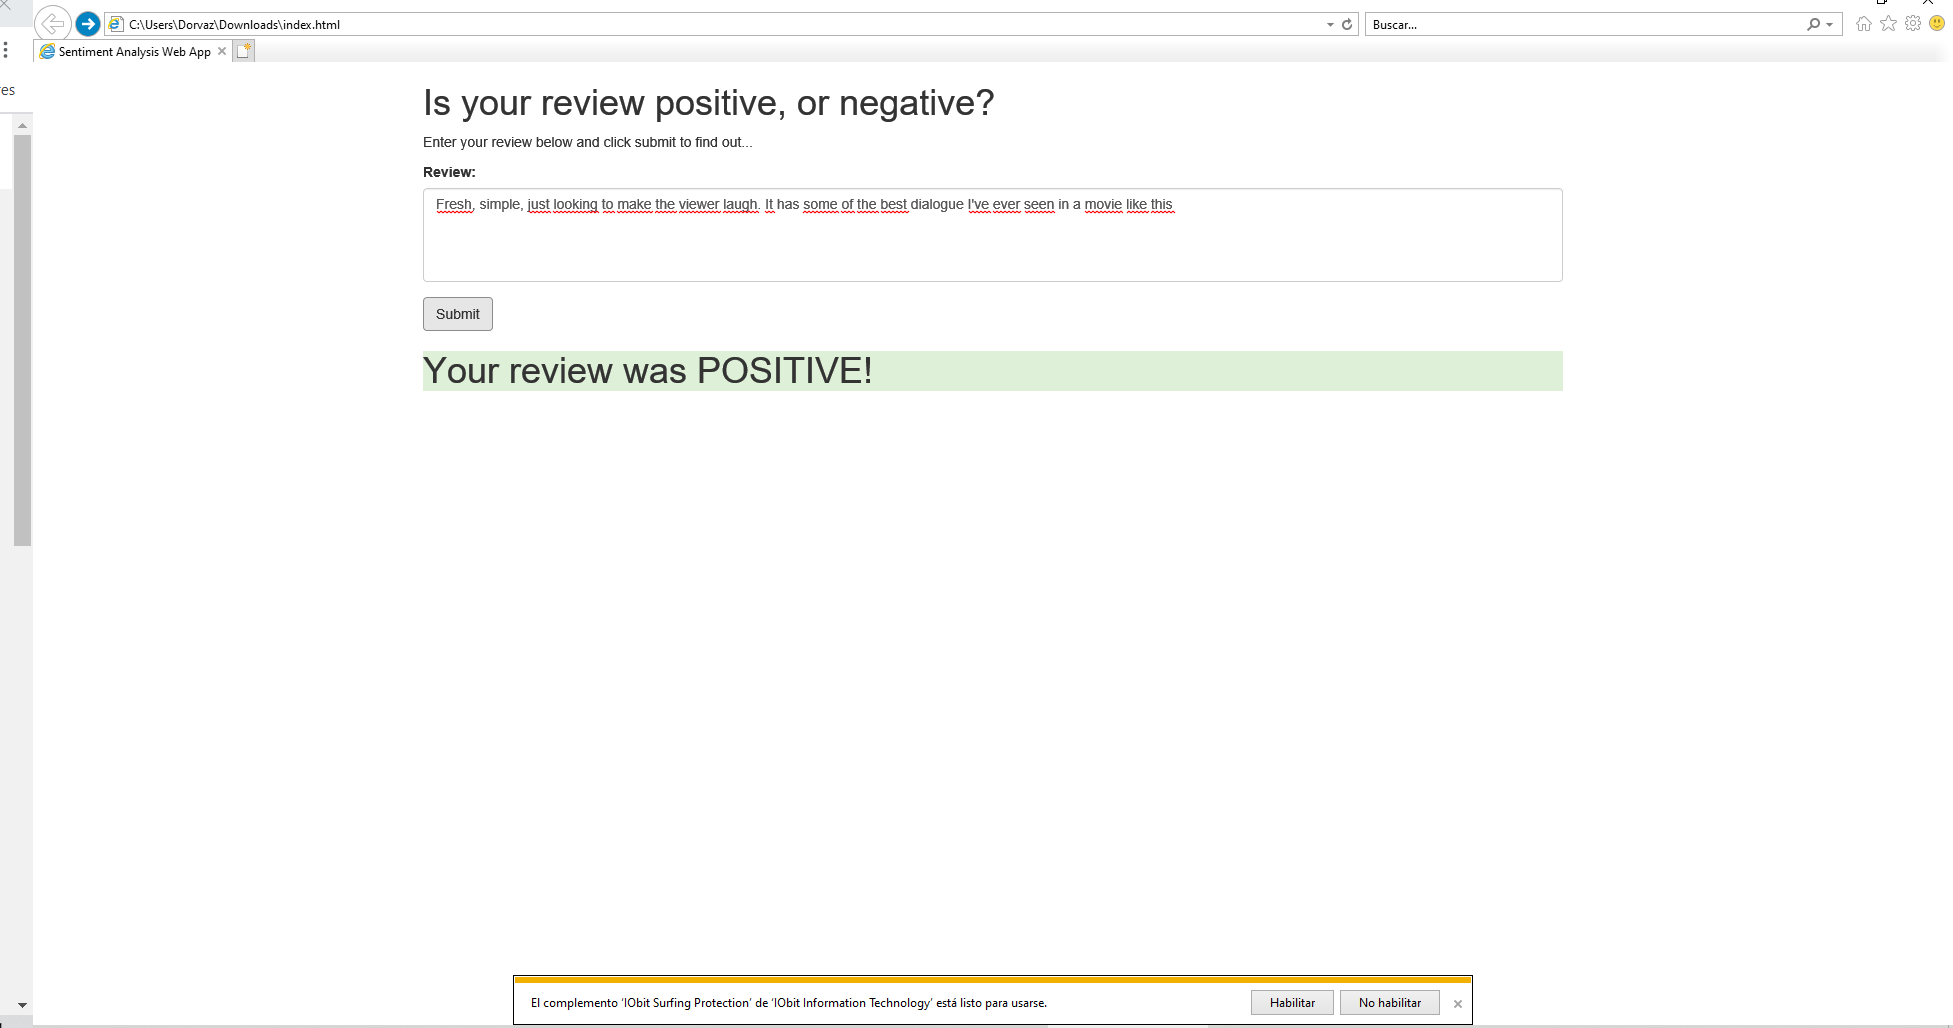 C:\Users\Dorvaz\Downloads\index.html
Buscar...
Sentiment Analysis Web App
es
Is your review positive, or negative?
Enter your review below and click submit to find out...
Review:
Fresh, simple, just looking to make the viewer laugh. It has some of the best dialogue I've ever seen in a movie like this
Submit
Your review was POSITIVE!
El complemento 'IObit Surfing Protection' de 'IObit Information Technology' está listo para usarse.
Habilitar
No habilitar